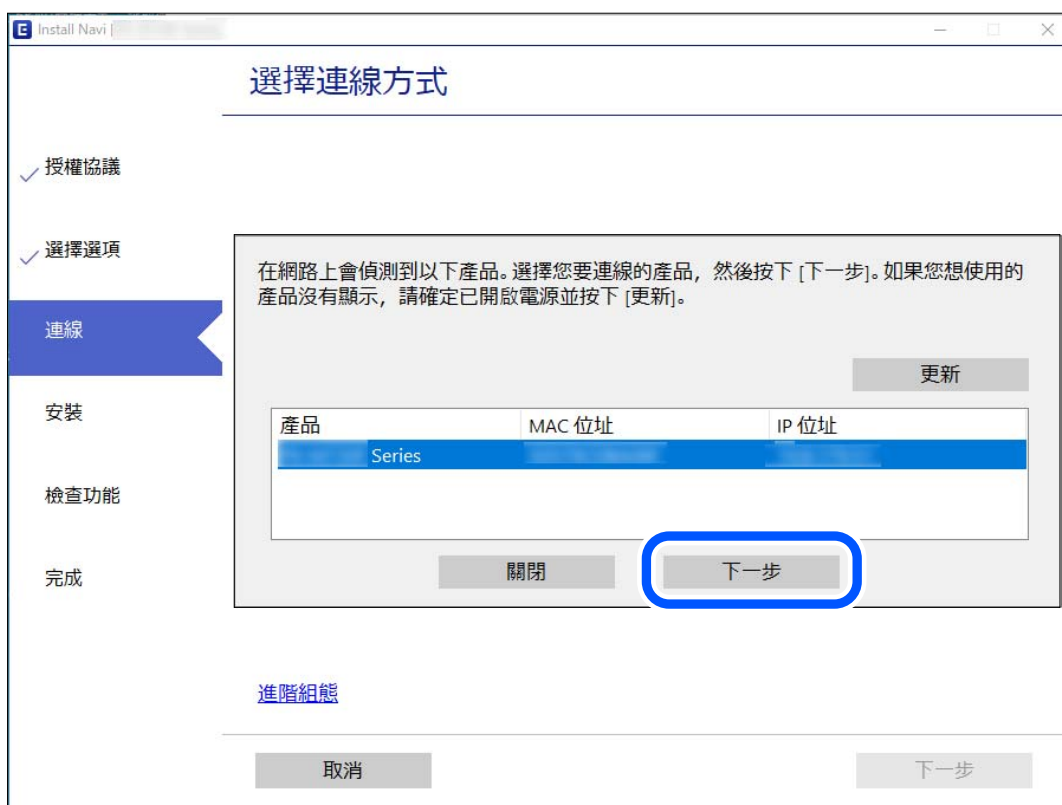 E Install Navi [
選擇連線方式
授權協議
選擇選項
連線
安裝
檢查功能
完成
在網路上會偵測到以下產品。選擇您要連線的產品，然後按下 [下一步]。如果您想使用的
產品沒有顯示，請確定已開啟電源並按下 [更新]。
更新
產品 MAC 位址 IP 位址
Series
關閉 下一步
進階組態
取消 下一步